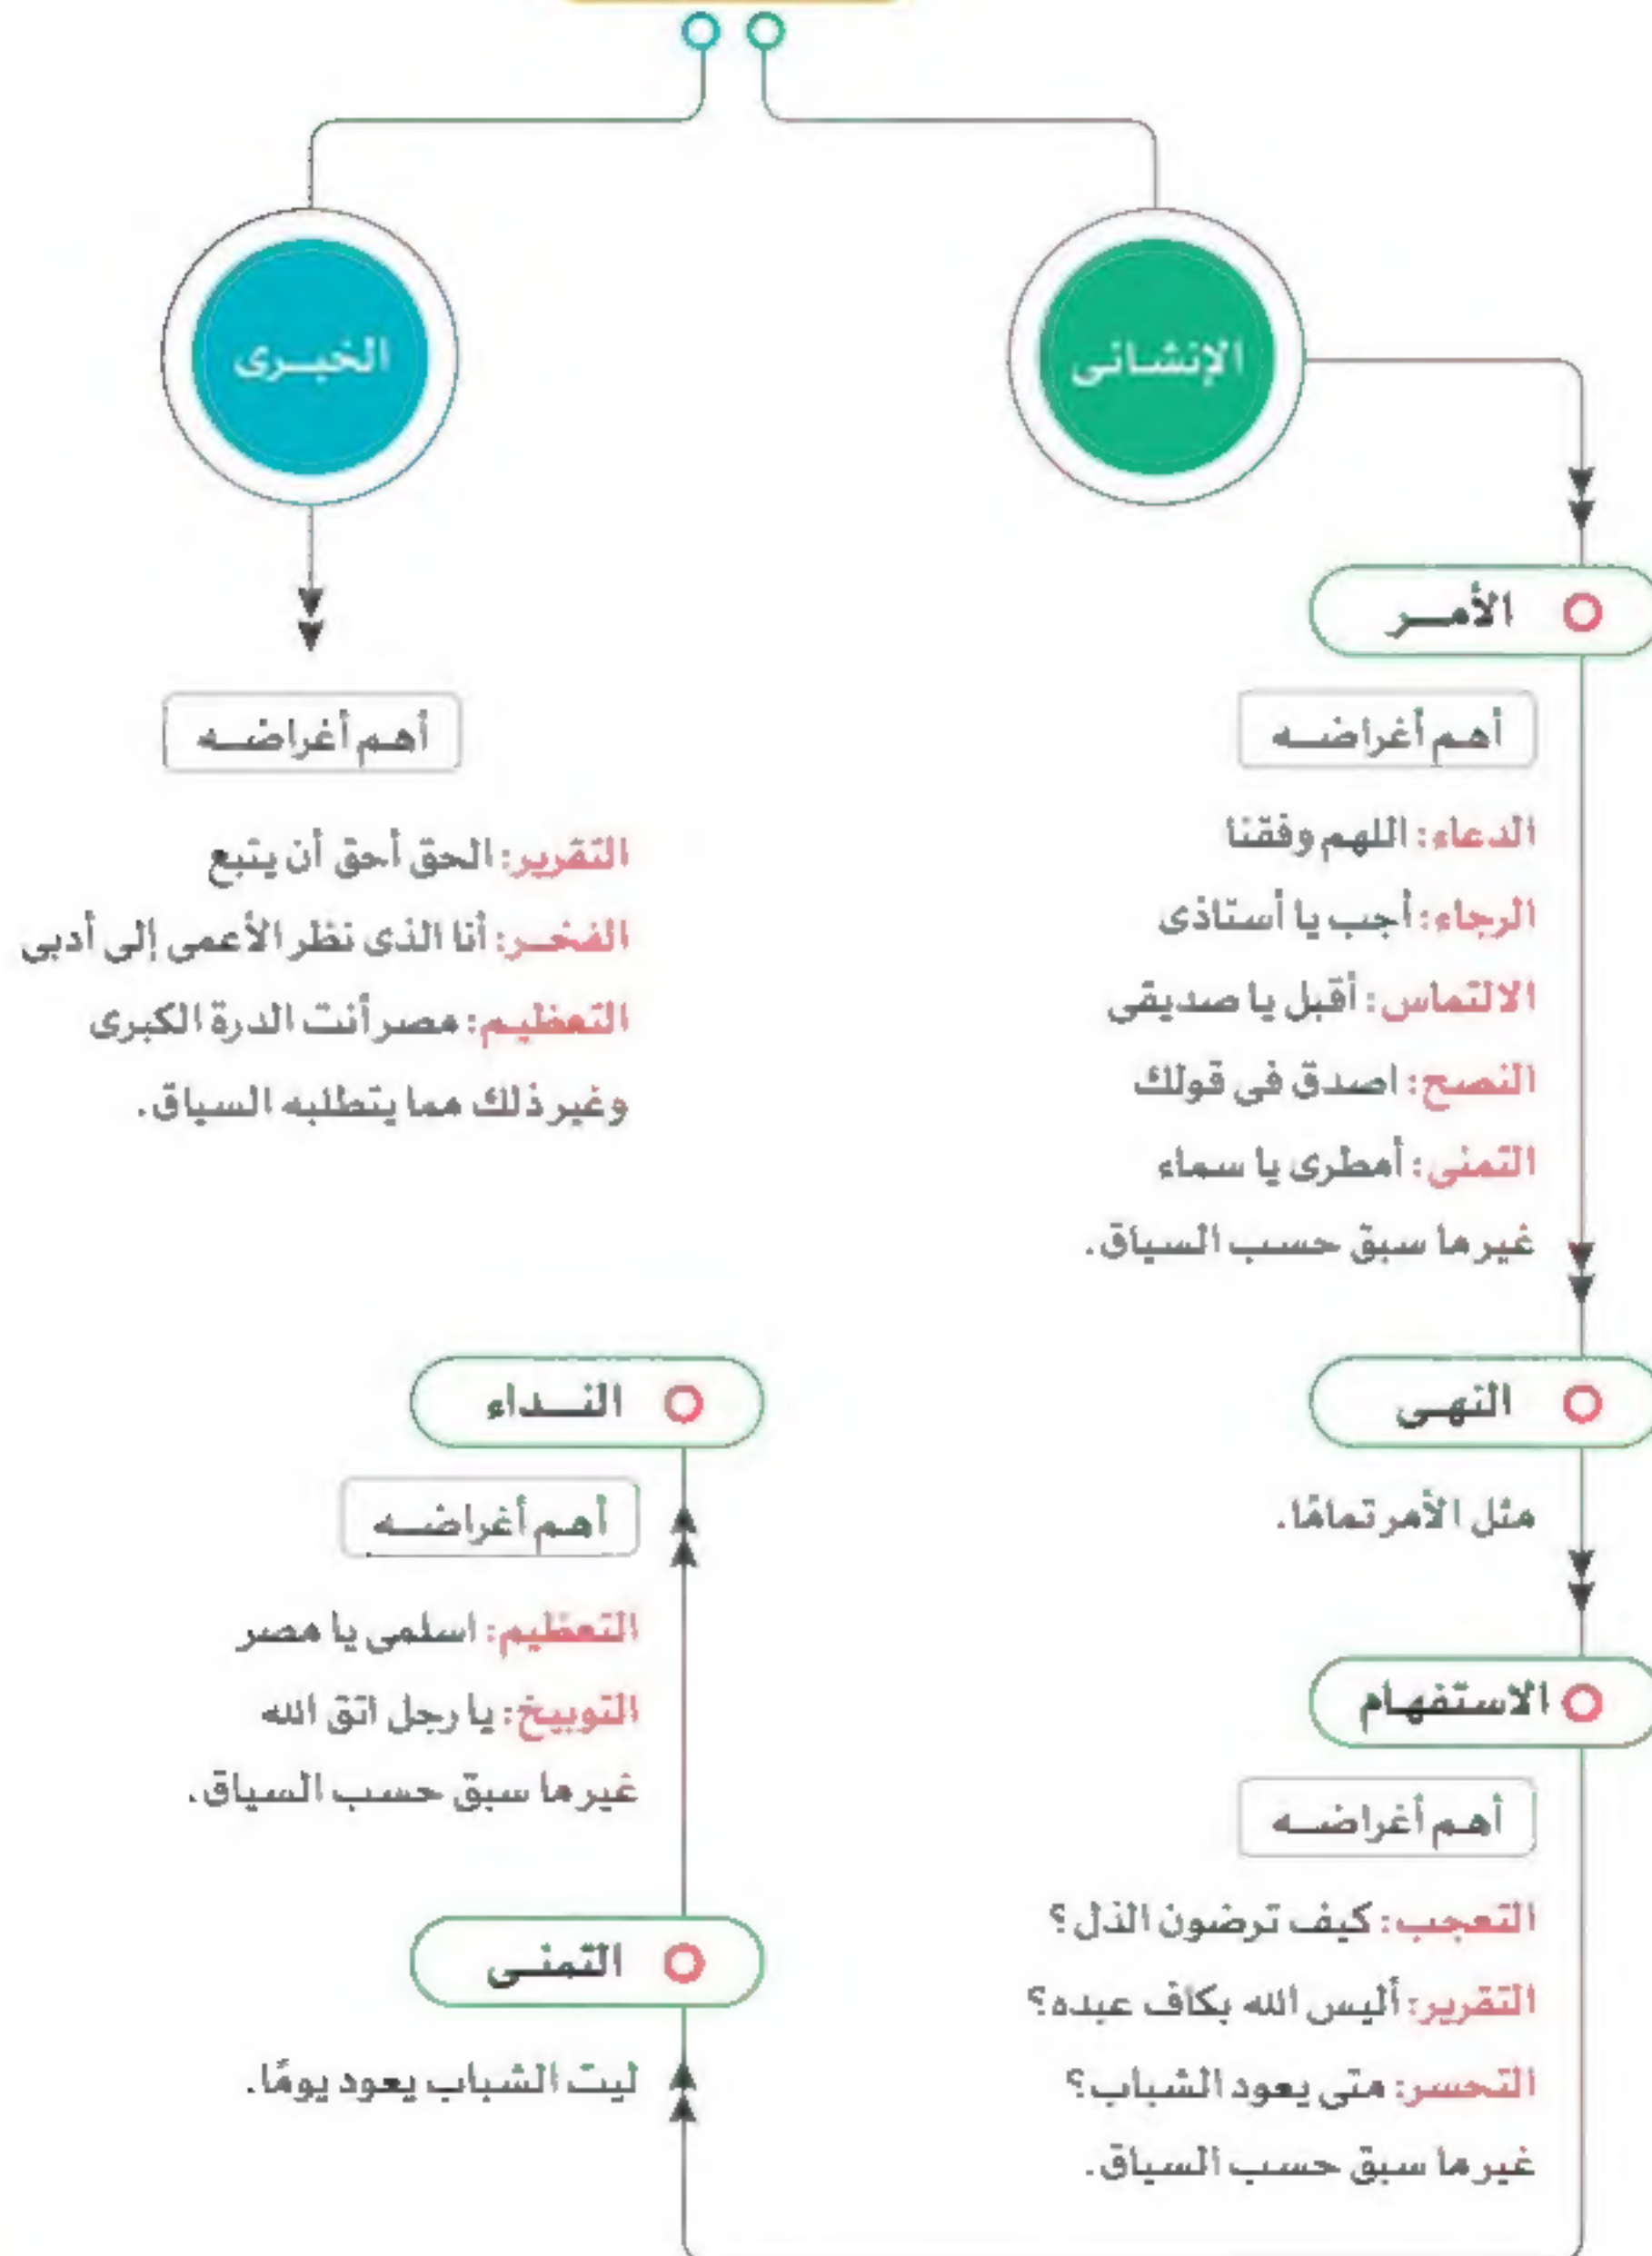 الإنشائى
الخبرى
الأمر
أهم أغراضه
الدعاء: اللهم وفقنا
الرجاء: أجب يا أستاذى
الالتماس: أقبل يا صديقى
النصح: اصدق فى قولك
التمنى: أمطرى يا سماء
غير ما سبق حسب السياق.
النهى
مثل الأمر تمامًا.
الاستفهام
أهم أغراضه
التعجب: كيف ترضون الذل؟
التقرير: أليس الله بكاف عبده؟
التحسر: متى يعود الشباب؟
غير ما سبق حسب السياق.
التمنى
ليت الشباب يعود يومًا.
النداء
أهم أغراضه
التعظيم: اسلمى يا مصر
التوبيخ: يا رجل اتق الله
غير ما سبق حسب السياق.
أهم أغراضه
التقرير: الحق أحق أن يتبع
الفخر: أنا الذى نظر الأعمى إلى أدبى
التعظيم: مصر أنت الدرة الكبرى
وغير ذلك مما يتطلبه السياق.